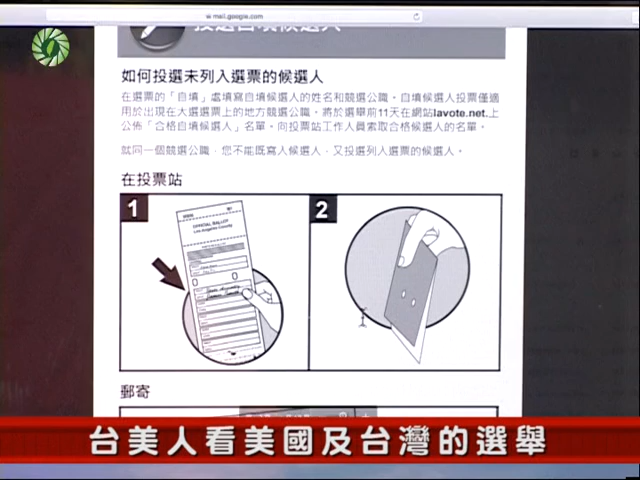 mail.google.com
投選自填候選人
如何投選未列入選票的候選人
在選票的「自填」處填寫自填候選人的姓名和競選公職。自填候選人投票僅適
用於出現在大選選票上的地方競選公職。將於選舉前11天在網站lavote.net.上
公佈「合格自填候選人」名單。向投票站工作人員索取合格候選人的名單。
就同一個競選公職，您不能既寫入候選人，又投選列入選票的候選人。
在投票站
1
2
OFFICIAL BALLOT
Los Angeles County
郵寄
台美人看美國及台灣的選舉